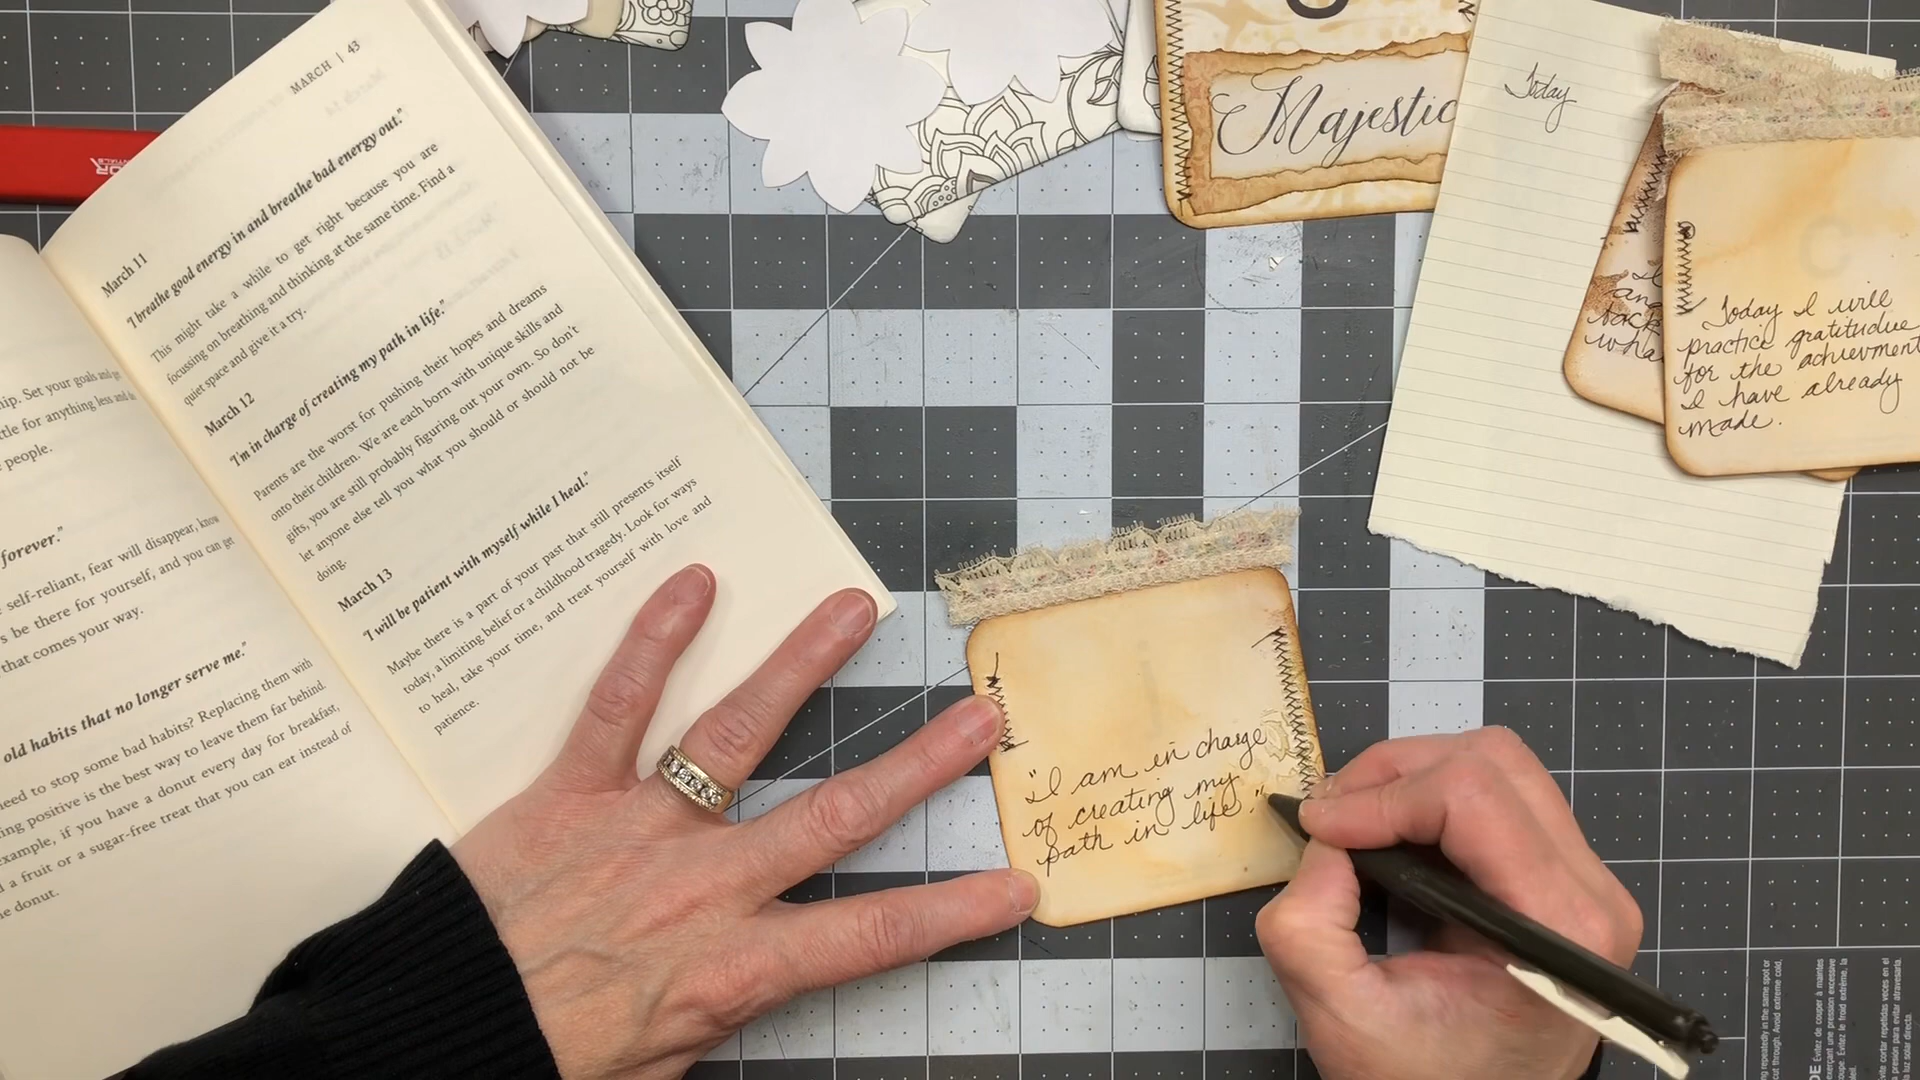 MARCH | 43
March 11
"I breathe good energy in and breathe bad energy out."
This might take a while to get right because you are
focussing on breathing and thinking at the same time. Find a
quiet space and give it a try.
March 12
"I'm in charge of creating my path in life."
Parents are the worst for pushing their hopes and dreams
onto their children. We are each born with unique skills and
gifts, you are still probably figuring out your own. So don't
let anyone else tell you what you should or should not be
doing.
March 13
"I will be patient with myself while I heal."
Maybe there is a part of your past that still presents itself
today, a limiting belief or a childhood tragedy. Look for ways
to heal, take your time, and treat yourself with love and
patience.
hip. Set your goals and
tle for anything less and
people.
forever."
self-reliant, fear will disappear, know
s be there for yourself, and you can get
that comes your way.
old habits that no longer serve me."
need to stop some bad habits? Replacing them with
ing positive is the best way to leave them far behind.
example, if you have a donut every day for breakfast,
d a fruit or a sugar-free treat that you can eat instead of
e donut.
Majestic
Today
Today I will
practice gratitudue
for the achievment
I have already
made.
I
and
back
wha
"I am in charge
of creating my
path in life."